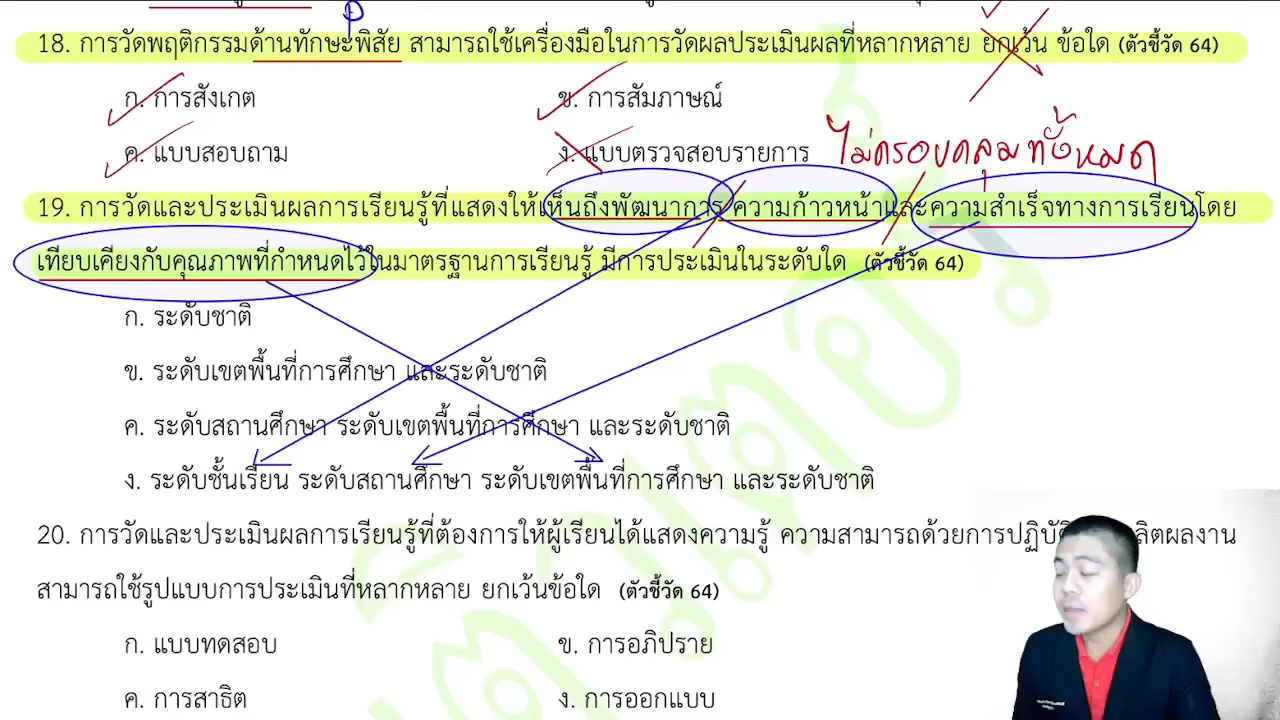 p
18. การวัดพฤติกรรมด้านทักษะพิสัย สามารถใช้เครื่องมือในการวัดผลประเมินผลที่หลากหลาย ยกเว้น ข้อใด (ตัวชี้วัด 64)
ก. การสังเกต ข. การสัมภาษณ์
ค. แบบสอบถาม ง. แบบตรวจสอบรายการ
ไม่ครอบคลุมทั้งหมด
19. การวัดและประเมินผลการเรียนรู้ที่แสดงให้เห็นถึงพัฒนาการ ความก้าวหน้าและความสำเร็จทางการเรียนโดย
เทียบเคียงกับคุณภาพที่กำหนดไว้ในมาตรฐานการเรียนรู้ มีการประเมินในระดับใด (ตัวชี้วัด 64)
ก. ระดับชาติ
ข. ระดับเขตพื้นที่การศึกษา และระดับชาติ
ค. ระดับสถานศึกษา ระดับเขตพื้นที่การศึกษา และระดับชาติ
ง. ระดับชั้นเรียน ระดับสถานศึกษา ระดับเขตพื้นที่การศึกษา และระดับชาติ
20. การวัดและประเมินผลการเรียนรู้ที่ต้องการให้ผู้เรียนได้แสดงความรู้ ความสามารถด้วยการปฏิบัติ ลิตผลงาน
สามารถใช้รูปแบบการประเมินที่หลากหลาย ยกเว้นข้อใด (ตัวชี้วัด 64)
ก. แบบทดสอบ ข. การอภิปราย
ค. การสาธิต ง. การออกแบบ